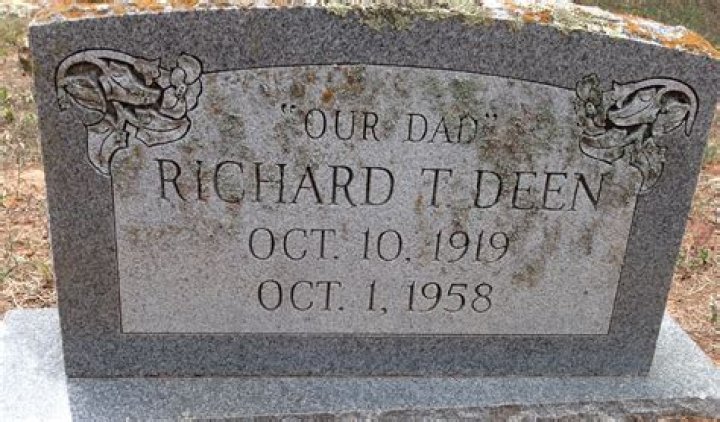 "OUR DAD"
RICHARD T. DEEN
OCT. 10, 1919
OCT. 1, 1958